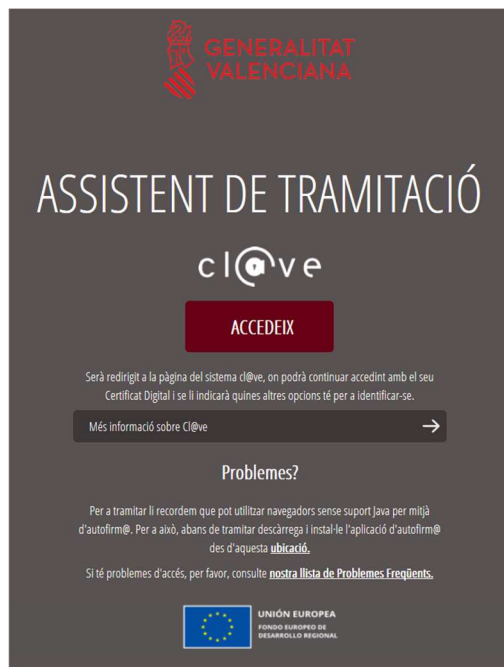 GENERALITAT
VALENCIANA
ASSISTENT DE TRAMITACIÓ
cl@ve
ACCEDEIX
Serà redirigit a la pàgina del sistema cl@ve, on podrà continuar accedint amb el seu
Certificat Digital i se li indicarà quines altres opcions té per a identificar-se.
Més informació sobre Cl@ve
Problemes?
Per a tramitar li recordem que pot utilitzar navegadors sense suport Java per mitjà
d'autofirm@. Per a això, abans de tramitar descàrrega i instal·le l'aplicació d'autofirm@
des d'aquesta ubicació.
Si té problemes d'accés, per favor, consulte nostra llista de Problemes Freqüents.
UNIÓN EUROPEA
FONDO EUROPEO DE
DESARROLLO REGIONAL